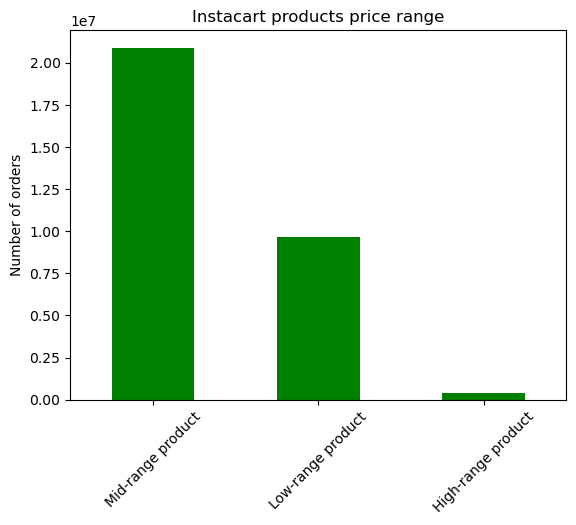 Instacart products price range
1e7
2.00
1.75
1.50
1.25
1.00
0.75
0.50
0.25
0.00
Number of orders
Mid-range product
Low-range product
High-range product